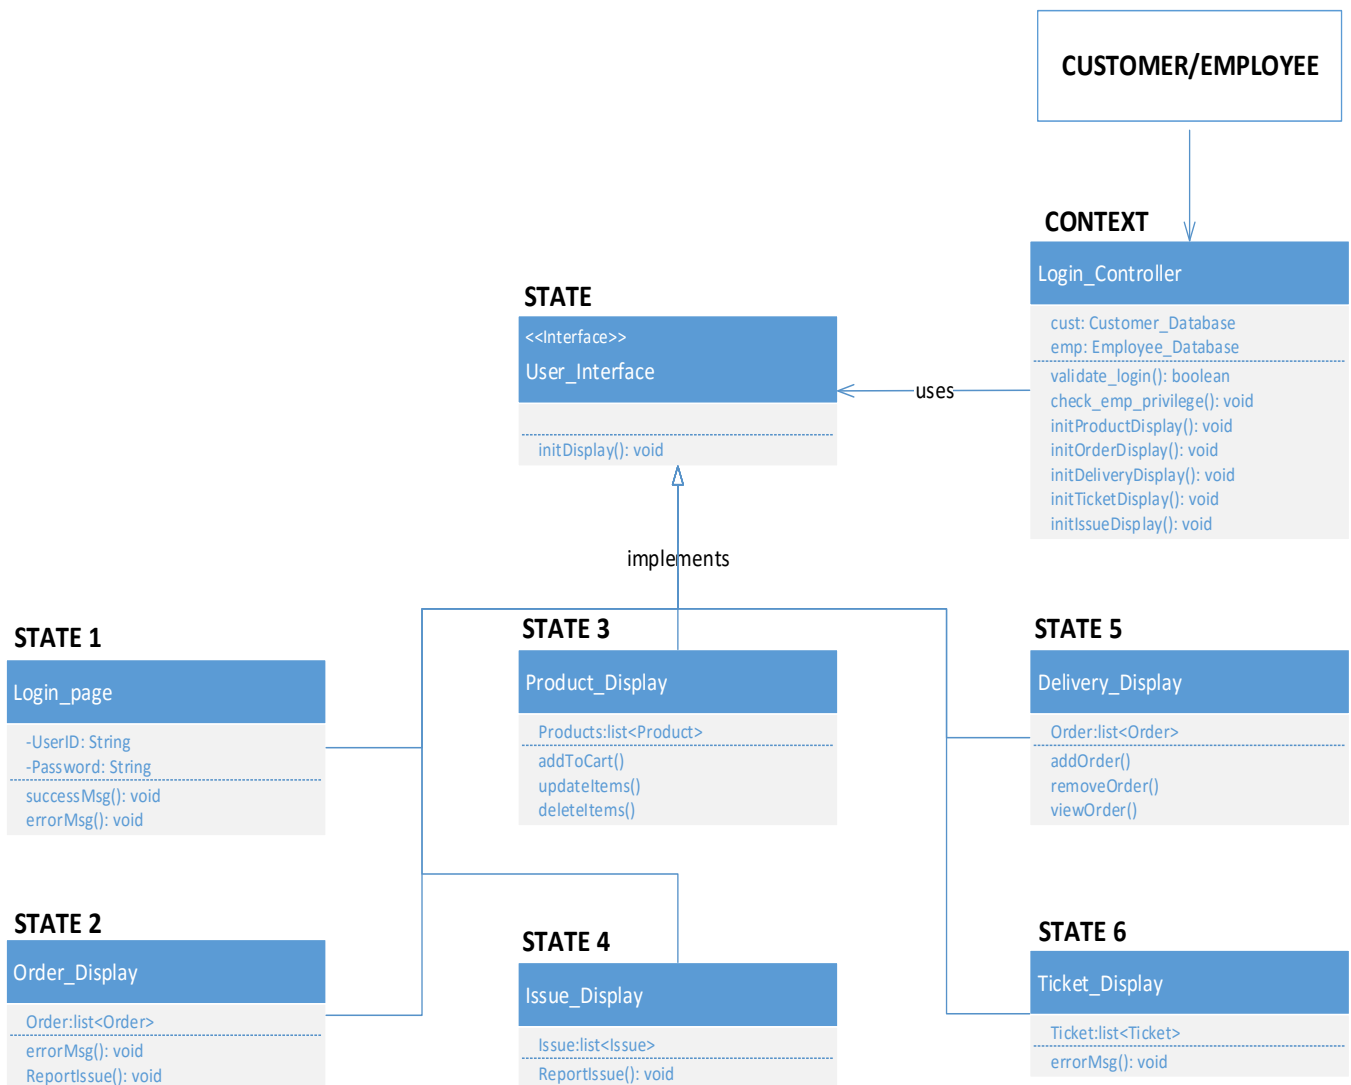 CUSTOMER/EMPLOYEE
CONTEXT
Login_Controller
cust: Customer_Database
emp: Employee_Database
validate_login(): boolean
check_emp_privilege(): void
initProductDisplay(): void
initOrderDisplay(): void
initDeliveryDisplay(): void
initTicketDisplay(): void
initIssueDisplay(): void
STATE
<<Interface>>
User_Interface
initDisplay(): void
uses
implements
STATE 1
Login_page
-UserID: String
-Password: String
successMsg(): void
errorMsg(): void
STATE 3
Product_Display
Products:list<Product>
addToCart()
updateItems()
deleteItems()
STATE 5
Delivery_Display
Order:list<Order>
addOrder()
removeOrder()
viewOrder()
STATE 2
Order_Display
Order:list<Order>
errorMsg(): void
ReportIssue(): void
STATE 4
Issue_Display
Issue:list<Issue>
ReportIssue(): void
STATE 6
Ticket_Display
Ticket:list<Ticket>
errorMsg(): void